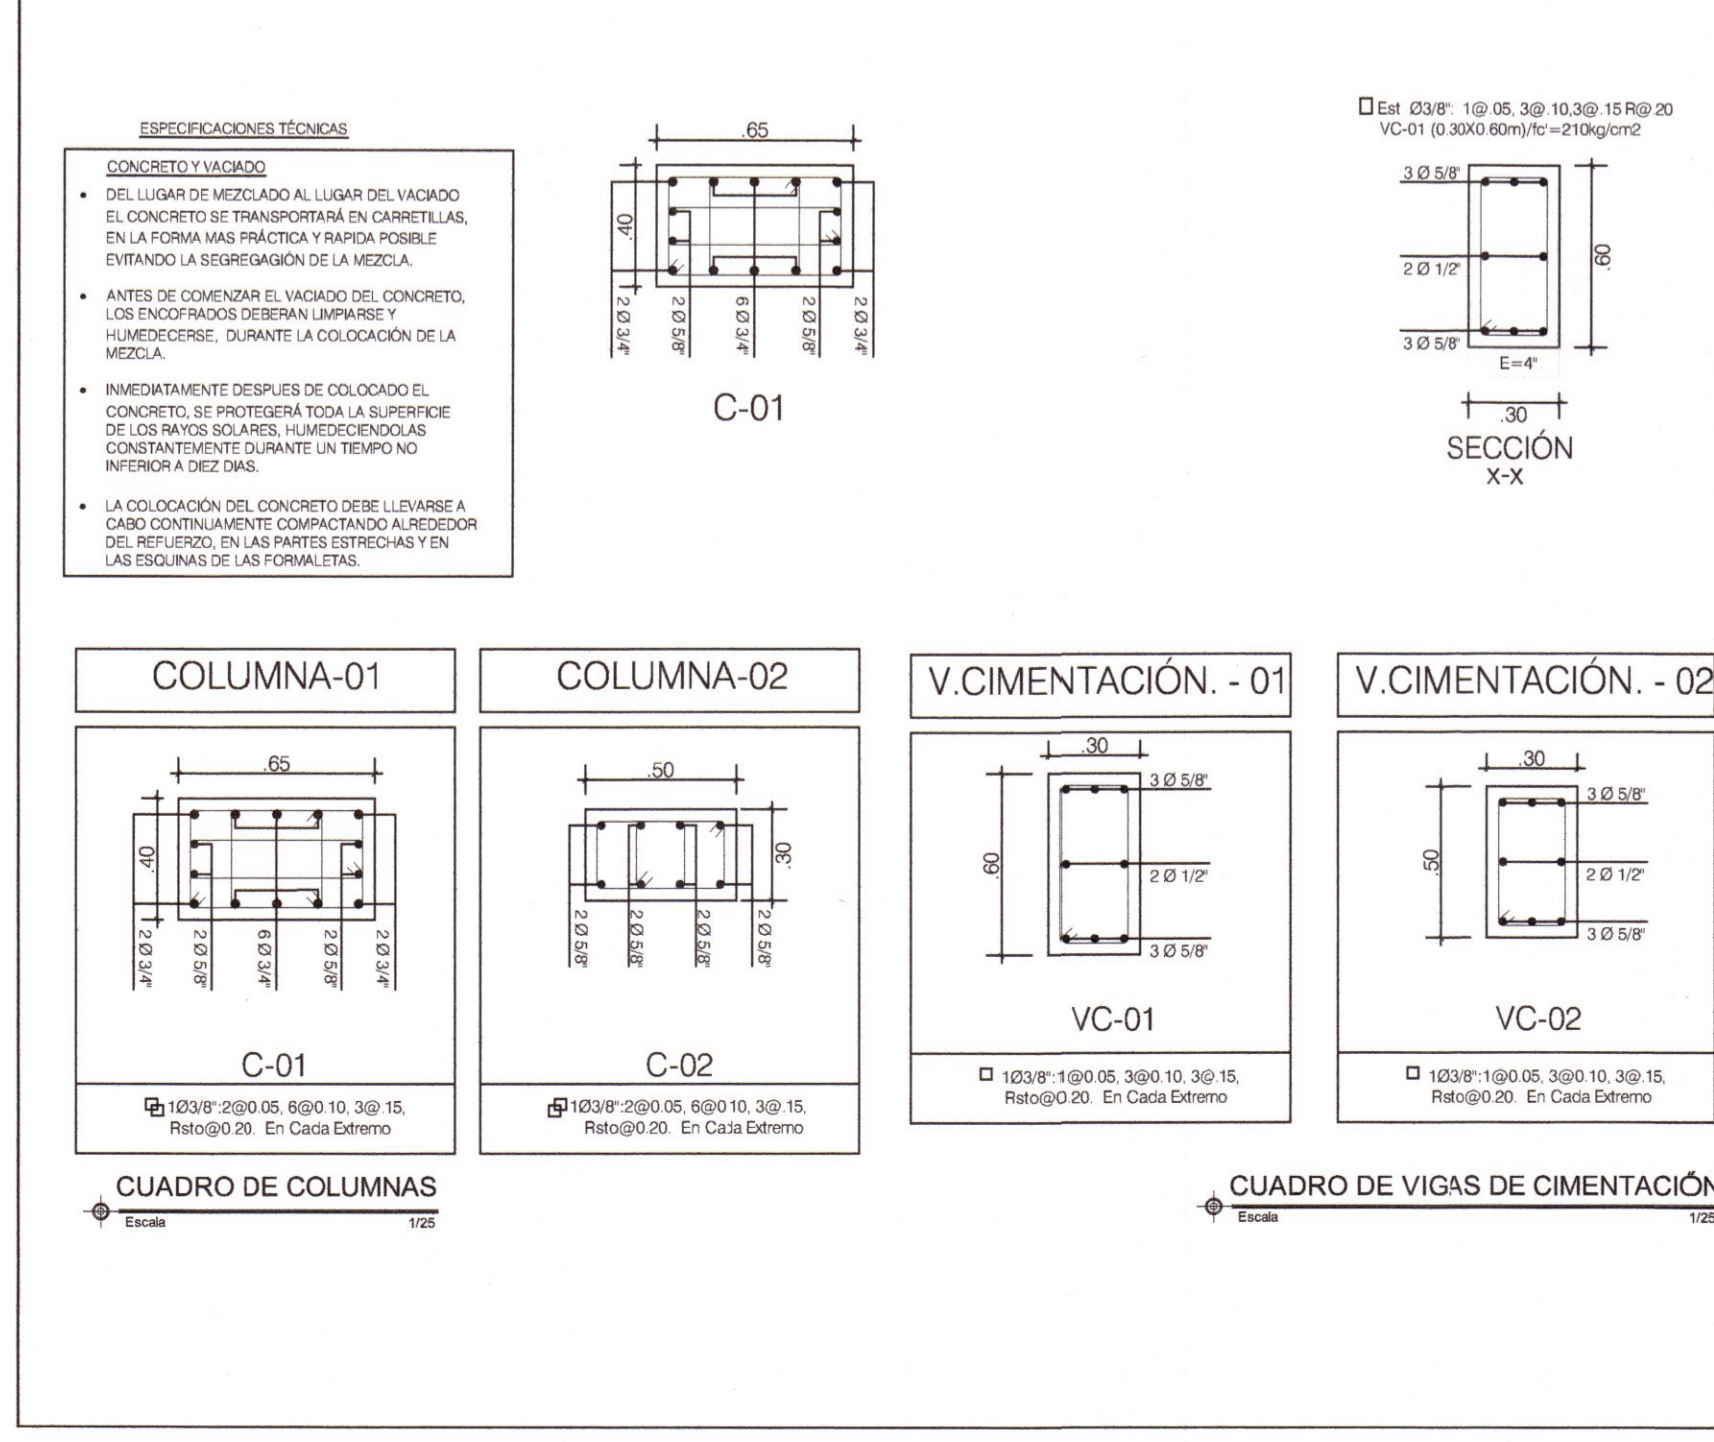 ESPECIFICACIONES TÉCNICAS
CONCRETO Y VACIADO
• DEL LUGAR DE MEZCLADO AL LUGAR DEL VACIADO
EL CONCRETO SE TRANSPORTARÁ EN CARRETILLAS,
EN LA FORMA MAS PRÁCTICA Y RAPIDA POSIBLE
EVITANDO LA SEGREGAGIÓN DE LA MEZCLA.
• ANTES DE COMENZAR EL VACIADO DEL CONCRETO,
LOS ENCOFRADOS DEBERAN LIMPIARSE Y
HUMEDECERSE, DURANTE LA COLOCACIÓN DE LA
MEZCLA.
• INMEDIATAMENTE DESPUES DE COLOCADO EL
CONCRETO, SE PROTEGERÁ TODA LA SUPERFICIE
DE LOS RAYOS SOLARES, HUMEDECIENDOLAS
CONSTANTEMENTE DURANTE UN TIEMPO NO
INFERIOR A DIEZ DIAS.
• LA COLOCACIÓN DEL CONCRETO DEBE LLEVARSE A
CABO CONTINUAMENTE COMPACTANDO ALREDEDOR
DEL REFUERZO, EN LAS PARTES ESTRECHAS Y EN
LAS ESQUINAS DE LAS FORMALETAS.
.65
.40
2 Ø 3/4"
2 Ø 5/8"
6 Ø 3/4"
2 Ø 5/8"
2 Ø 3/4"
C-01
Est Ø3/8": 1@.05, 3@.10,3@.15 R@.20
VC-01 (0.30X0.60m)/fc'=210kg/cm2
3 Ø 5/8"
2 Ø 1/2"
.60
3 Ø 5/8"
E=4"
.30
SECCIÓN
X-X
COLUMNA-01
.65
.40
2 Ø 3/4"
2 Ø 5/8"
6 Ø 3/4"
2 Ø 5/8"
2 Ø 3/4"
C-01
1Ø3/8":2@0.05, 6@0.10, 3@.15,
Rsto@0.20. En Cada Extremo
COLUMNA-02
.50
.30
2 Ø 5/8"
2 Ø 5/8"
2 Ø 5/8"
2 Ø 5/8"
C-02
1Ø3/8":2@0.05, 6@0 10, 3@.15,
Rsto@0.20. En Cada Extremo
V.CIMENTACIÓN. - 01
.30
3 Ø 5/8"
.60
2 Ø 1/2"
3 Ø 5/8"
VC-01
1Ø3/8":1@0.05, 3@0.10, 3@.15,
Rsto@0.20. En Cada Extremo
V.CIMENTACIÓN. - 02
.30
3 Ø 5/8"
.50
2 Ø 1/2"
3 Ø 5/8"
VC-02
1Ø3/8":1@0.05, 3@0.10, 3@.15,
Rsto@0.20. En Cada Extremo
CUADRO DE COLUMNAS
Escala 1/25
CUADRO DE VIGAS DE CIMENTACIÓN
Escala 1/25